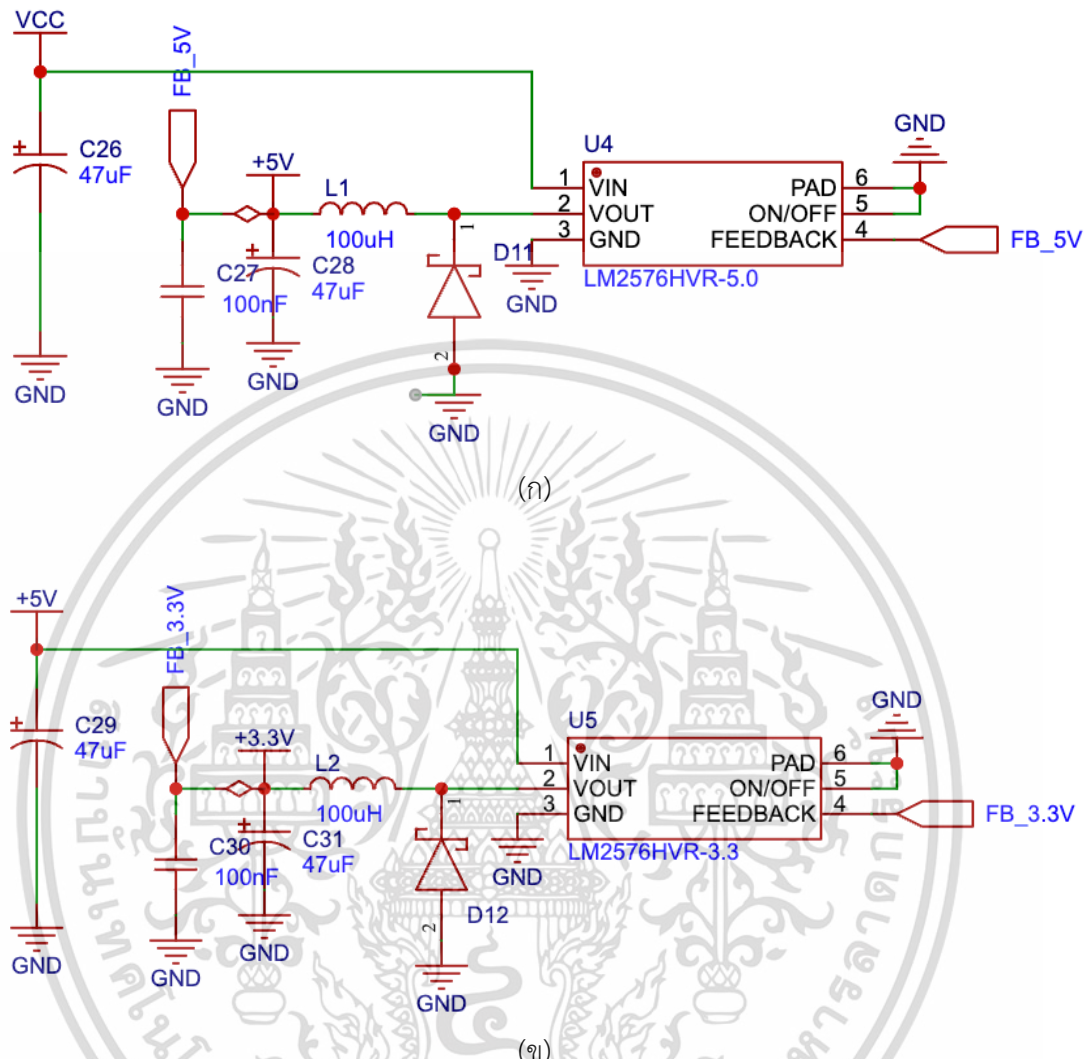 VCC
FB_5V
C26
47uF
+5V
L1
100uH
C27
100nF
C28
47uF
GND
GND
GND
1
D11
2
GND
GND
U4
1 VIN
2 VOUT
3 GND
PAD 6
ON/OFF 5
FEEDBACK 4
LM2576HVR-5.0
GND
FB_5V
(ก)
+5V
FB_3.3V
C29
47uF
+3.3V
L2
100uH
C30
100nF
C31
47uF
GND
GND
GND
1
D12
2
GND
GND
U5
1 VIN
2 VOUT
3 GND
PAD 6
ON/OFF 5
FEEDBACK 4
LM2576HVR-3.3
GND
FB_3.3V
(ข)